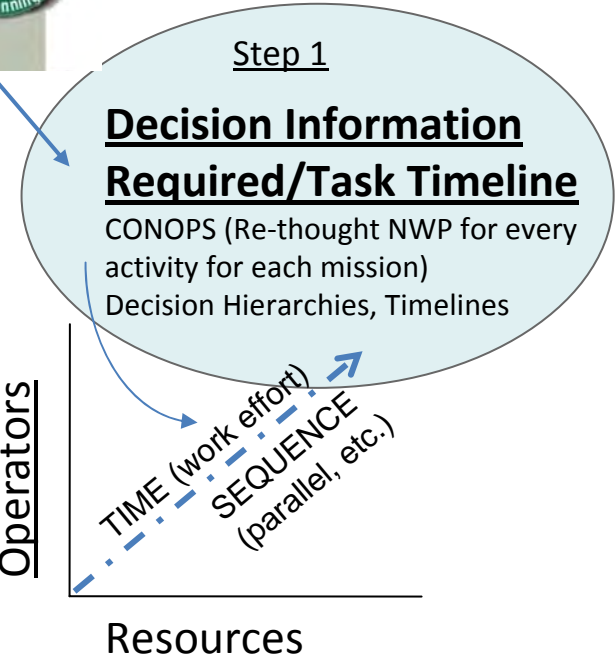 Step 1
Decision Information
Required/Task Timeline
CONOPS (Re-thought NWP for every
activity for each mission)
Decision Hierarchies, Timelines
TIME (work effort)
SEQUENCE
(parallel, etc.)
Operators
Resources